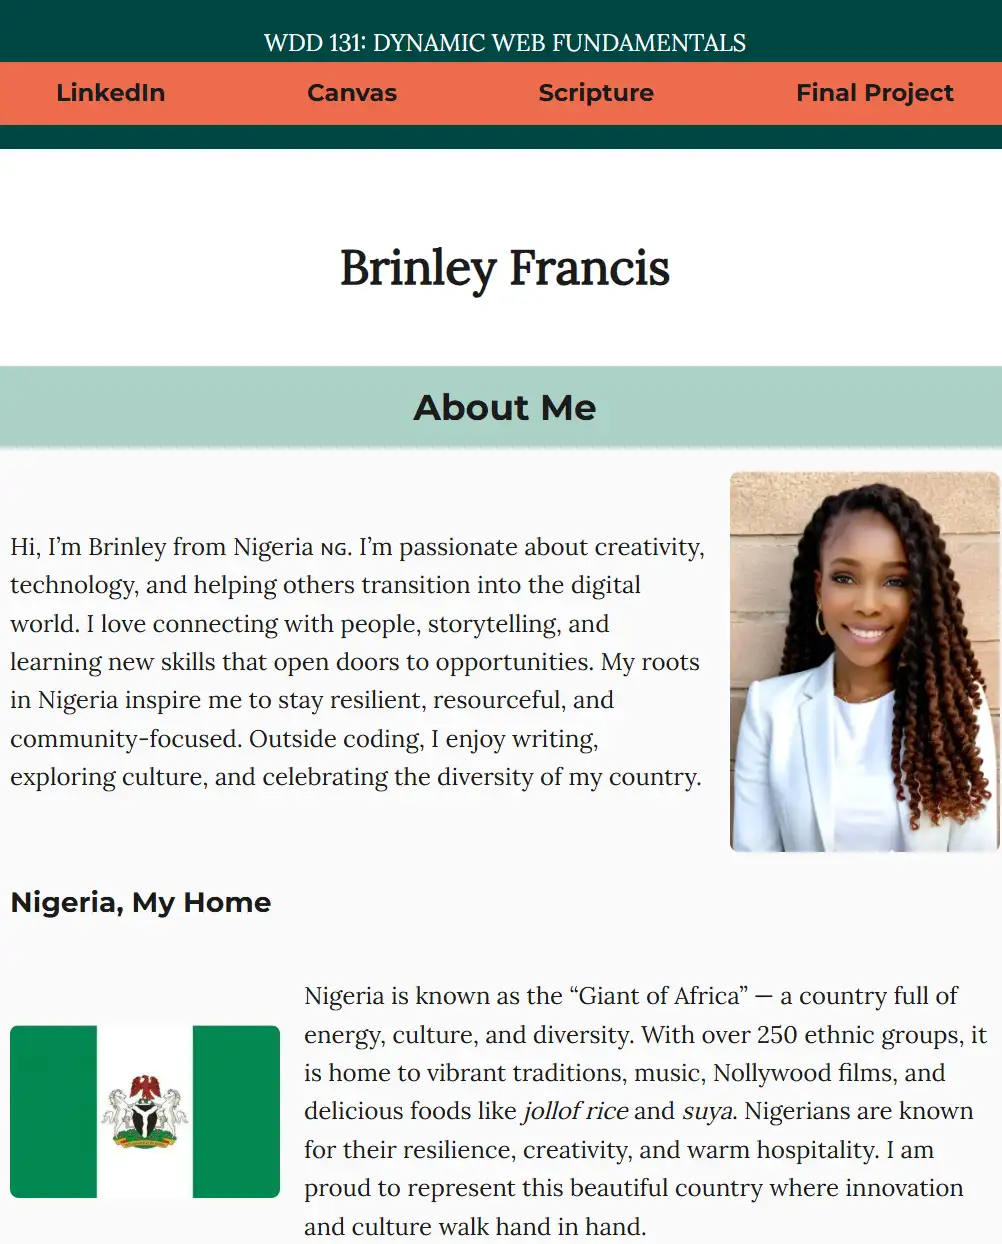 WDD 131: DYNAMIC WEB FUNDAMENTALS
LinkedIn Canvas Scripture Final Project
Brinley Francis
About Me
Hi, I’m Brinley from Nigeria ɴɢ. I’m passionate about creativity,
technology, and helping others transition into the digital
world. I love connecting with people, storytelling, and
learning new skills that open doors to opportunities. My roots
in Nigeria inspire me to stay resilient, resourceful, and
community-focused. Outside coding, I enjoy writing,
exploring culture, and celebrating the diversity of my country.
Nigeria, My Home
Nigeria is known as the “Giant of Africa” — a country full of
energy, culture, and diversity. With over 250 ethnic groups, it
is home to vibrant traditions, music, Nollywood films, and
delicious foods like jollof rice and suya. Nigerians are known
for their resilience, creativity, and warm hospitality. I am
proud to represent this beautiful country where innovation
and culture walk hand in hand.